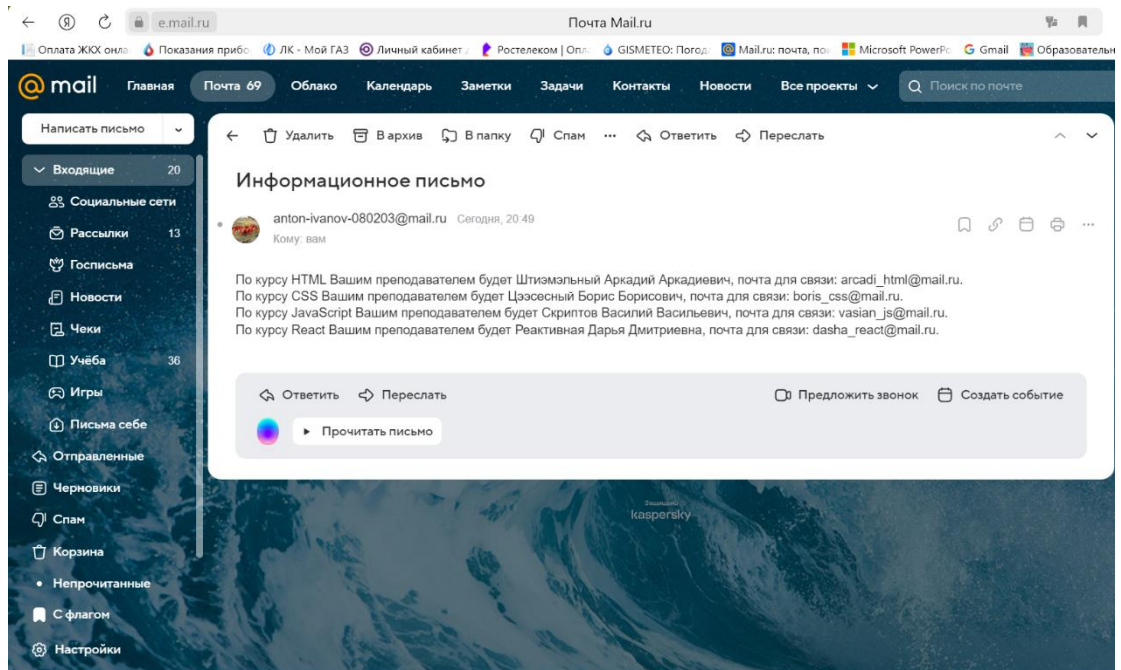 e.mail.ru
Почта Mail.ru
Оплата ЖКХ онла
Показания прибо
ЛК - Мой ГАЗ
Личный кабинет
Ростелеком | Опл
GISMETEO: Погод
Mail.ru: почта, пои
Microsoft PowerPo
Gmail
Образовательн
mail
Главная
Почта 69
Облако
Календарь
Заметки
Задачи
Контакты
Новости
Все проекты
Поиск по почте
Написать письмо
Удалить
В архив
В папку
Спам
Ответить
Переслать
Входящие 20
Социальные сети
Рассылки 13
Госписьма
Новости
Чеки
Учёба 36
Игры
Письма себе
Отправленные
Черновики
Спам
Корзина
Непрочитанные
С флагом
Настройки
Информационное письмо
anton-ivanov-080203@mail.ru Сегодня, 20:49
Кому: вам
По курсу HTML Вашим преподавателем будет Штиэмэльный Аркадий Аркадиевич, почта для связи: arcadi_html@mail.ru.
По курсу CSS Вашим преподавателем будет Цээсесный Борис Борисович, почта для связи: boris_css@mail.ru.
По курсу JavaScript Вашим преподавателем будет Скриптов Василий Васильевич, почта для связи: vasian_js@mail.ru.
По курсу React Вашим преподавателем будет Реактивная Дарья Дмитриевна, почта для связи: dasha_react@mail.ru.
Ответить
Переслать
Предложить звонок
Создать событие
Прочитать письмо
Защищено
kaspersky